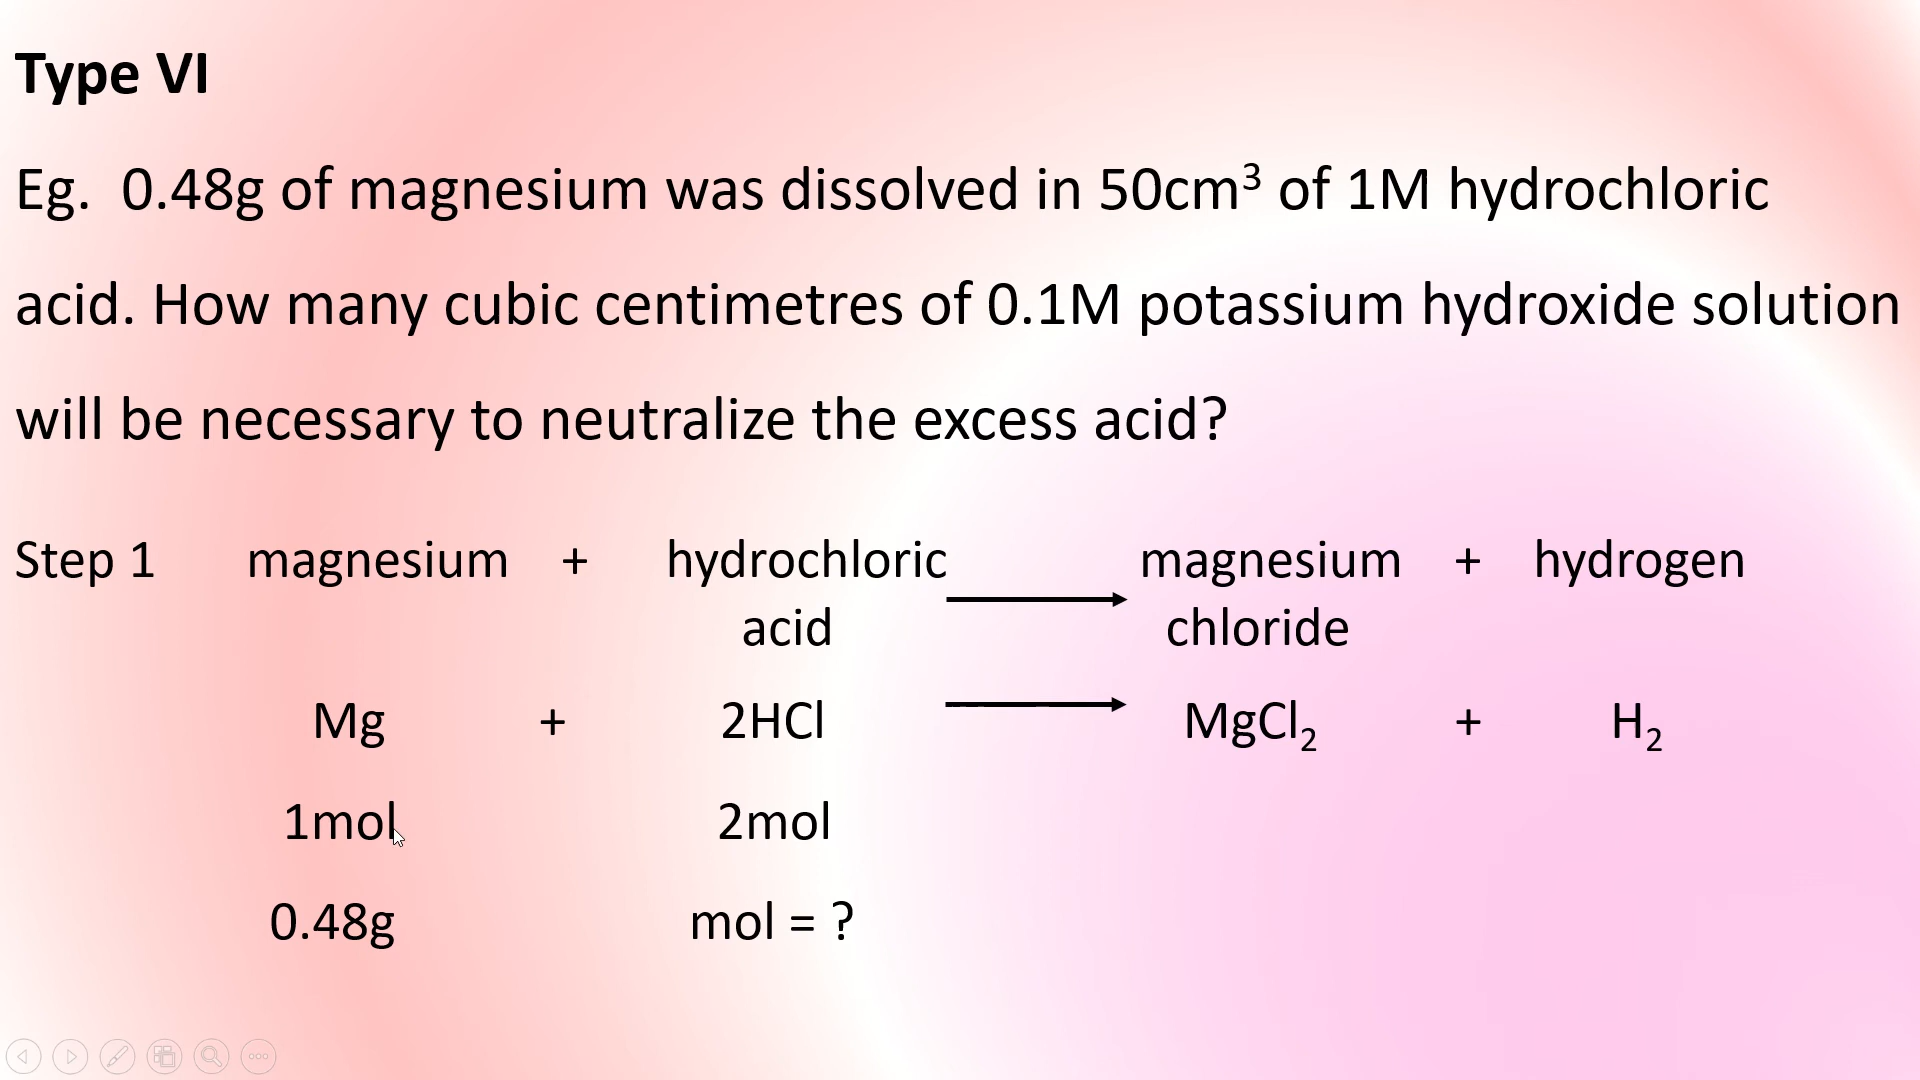 Type VI
Eg. 0.48g of magnesium was dissolved in 50cm³ of 1M hydrochloric
acid. How many cubic centimetres of 0.1M potassium hydroxide solution
will be necessary to neutralize the excess acid?
Step 1 magnesium + hydrochloric → magnesium + hydrogen
acid chloride
Mg + 2HCl → MgCl₂ + H₂
1mol 2mol
0.48g mol = ?